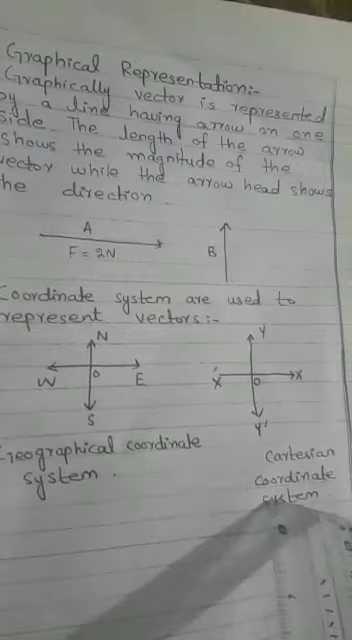 Graphical Representation:-
Graphically vector is represented
by a line having arrow on one
side. The length of the arrow
shows the magnitude of the
vector while the arrow head shows
the direction.
A
F = 2N
B
Coordinate system are used to
represent vectors:-
N
W O E
S
Y
X' O X
Y'
Geographical coordinate
system.
Cartesian
coordinate
system